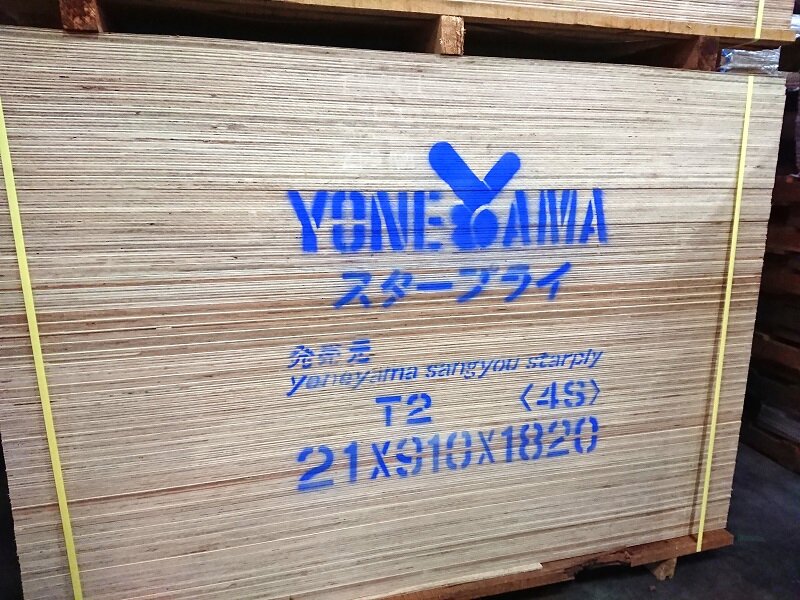 YONEYAMA
スタープライ
発売元
yoneyama sangyou starply
T2 〈4S〉
21X910X1820